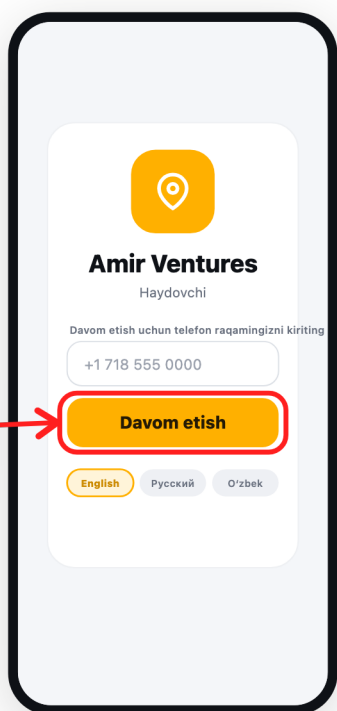 Amir Ventures
Haydovchi
Davom etish uchun telefon raqamingizni kiriting
+1 718 555 0000
Davom etish
English Русский O‘zbek